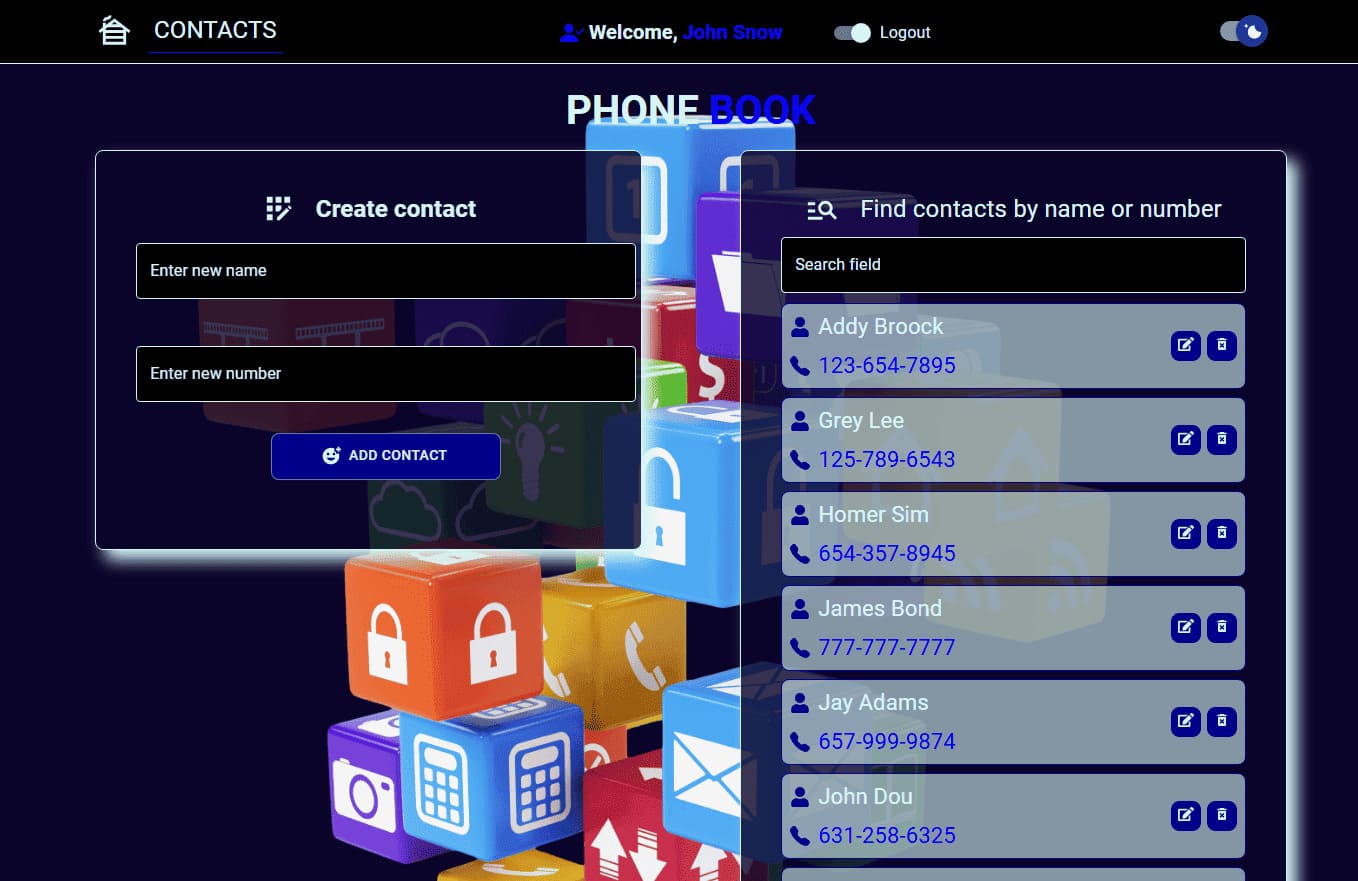 CONTACTS
Welcome, John Snow
Logout
PHONE BOOK
Create contact
Enter new name
Enter new number
ADD CONTACT
Find contacts by name or number
Search field
Addy Broock
123-654-7895
Grey Lee
125-789-6543
Homer Sim
654-357-8945
James Bond
777-777-7777
Jay Adams
657-999-9874
John Dou
631-258-6325
1
1
$